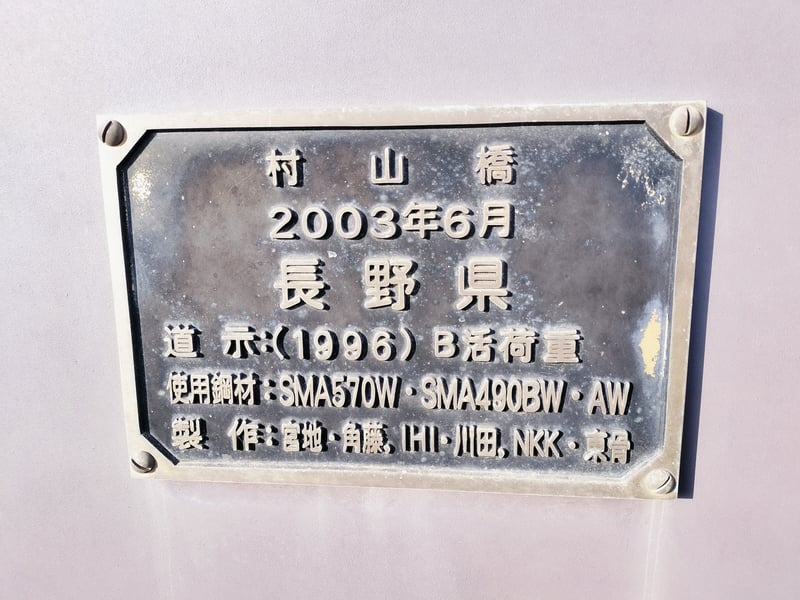 村山橋
2003年6月
長野県
道示:(1996) B活荷重
使用鋼材:SMA570W・SMA490BW・AW
製作:宮地・角藤,IHI・川田,NKK・東骨